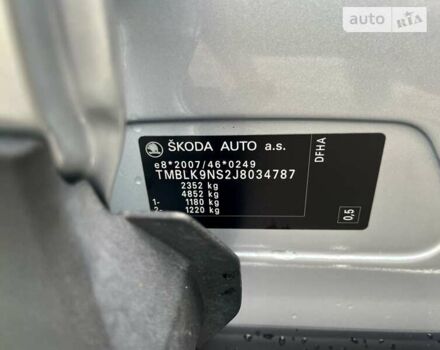 auto RIA
ŠKODA AUTO a.s.
e8*2007/46*0249
TMBLK9NS2J8034787
2352 kg
4852 kg
1- 1180 kg
2- 1220 kg
DFHA
0,5